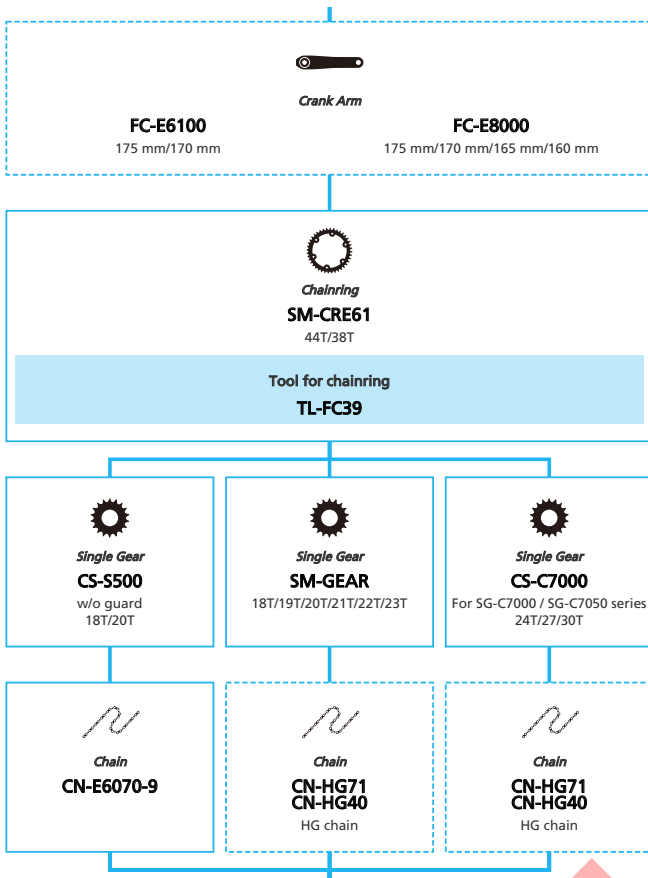 Crank Arm
FC-E6100
175 mm/170 mm
FC-E8000
175 mm/170 mm/165 mm/160 mm
Chainring
SM-CRE61
44T/38T
Tool for chainring
TL-FC39
Single Gear
CS-S500
w/o guard
18T/20T
Single Gear
SM-GEAR
18T/19T/20T/21T/22T/23T
Single Gear
CS-C7000
For SG-C7000 / SG-C7050 series
24T/27/30T
Chain
CN-E6070-9
Chain
CN-HG71
CN-HG40
HG chain
Chain
CN-HG71
CN-HG40
HG chain